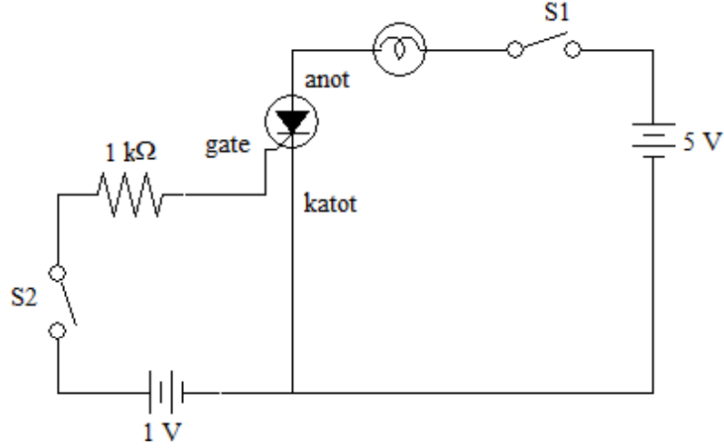 S1
anot
gate
1 kΩ
5 V
katot
S2
1 V